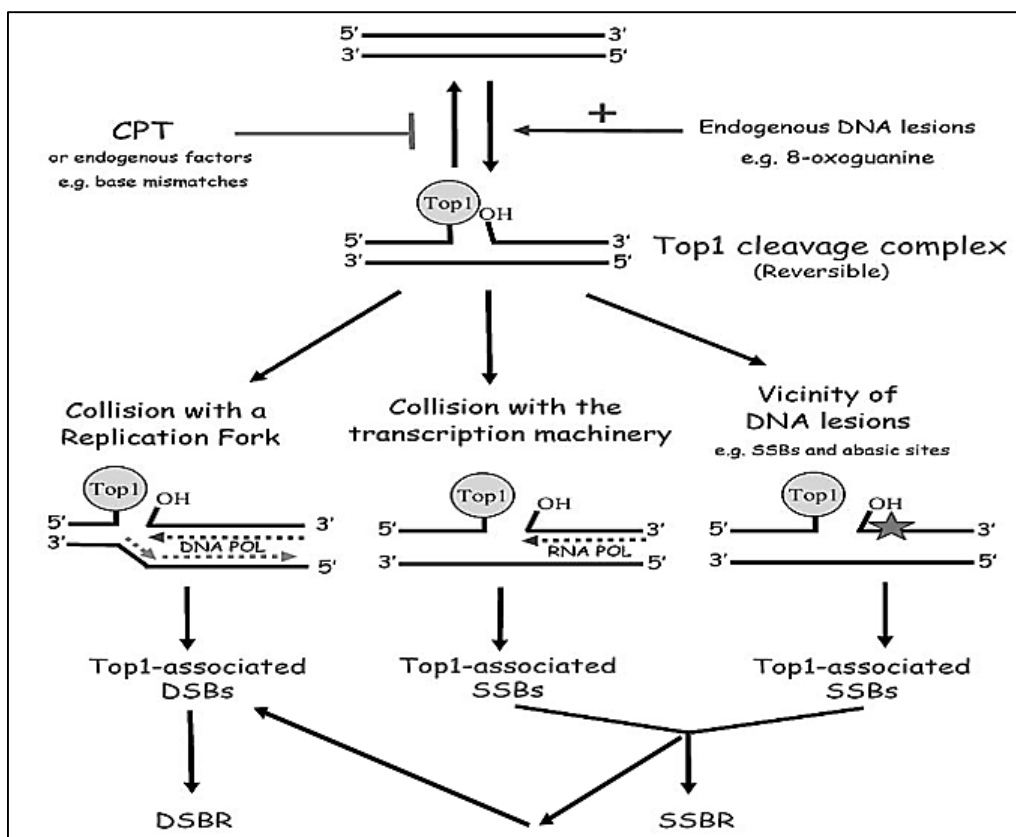 5' 3'
3' 5'
CPT
or endogenous factors
e.g. base mismatches
+
Endogenous DNA lesions
e.g. 8-oxoguanine
Top1 OH
5' 3'
3' 5'
Top1 cleavage complex
(Reversible)
Collision with a
Replication Fork
Collision with the
transcription machinery
Vicinity of
DNA lesions
e.g. SSBs and abasic sites
Top1 OH
5' 3'
3' DNA POL 5'
Top1 OH
5' 3'
RNA POL
3' 5'
Top1 OH
5' 3'
3' 5'
Top1-associated
DSBs
Top1-associated
SSBs
Top1-associated
SSBs
DSBR
SSBR